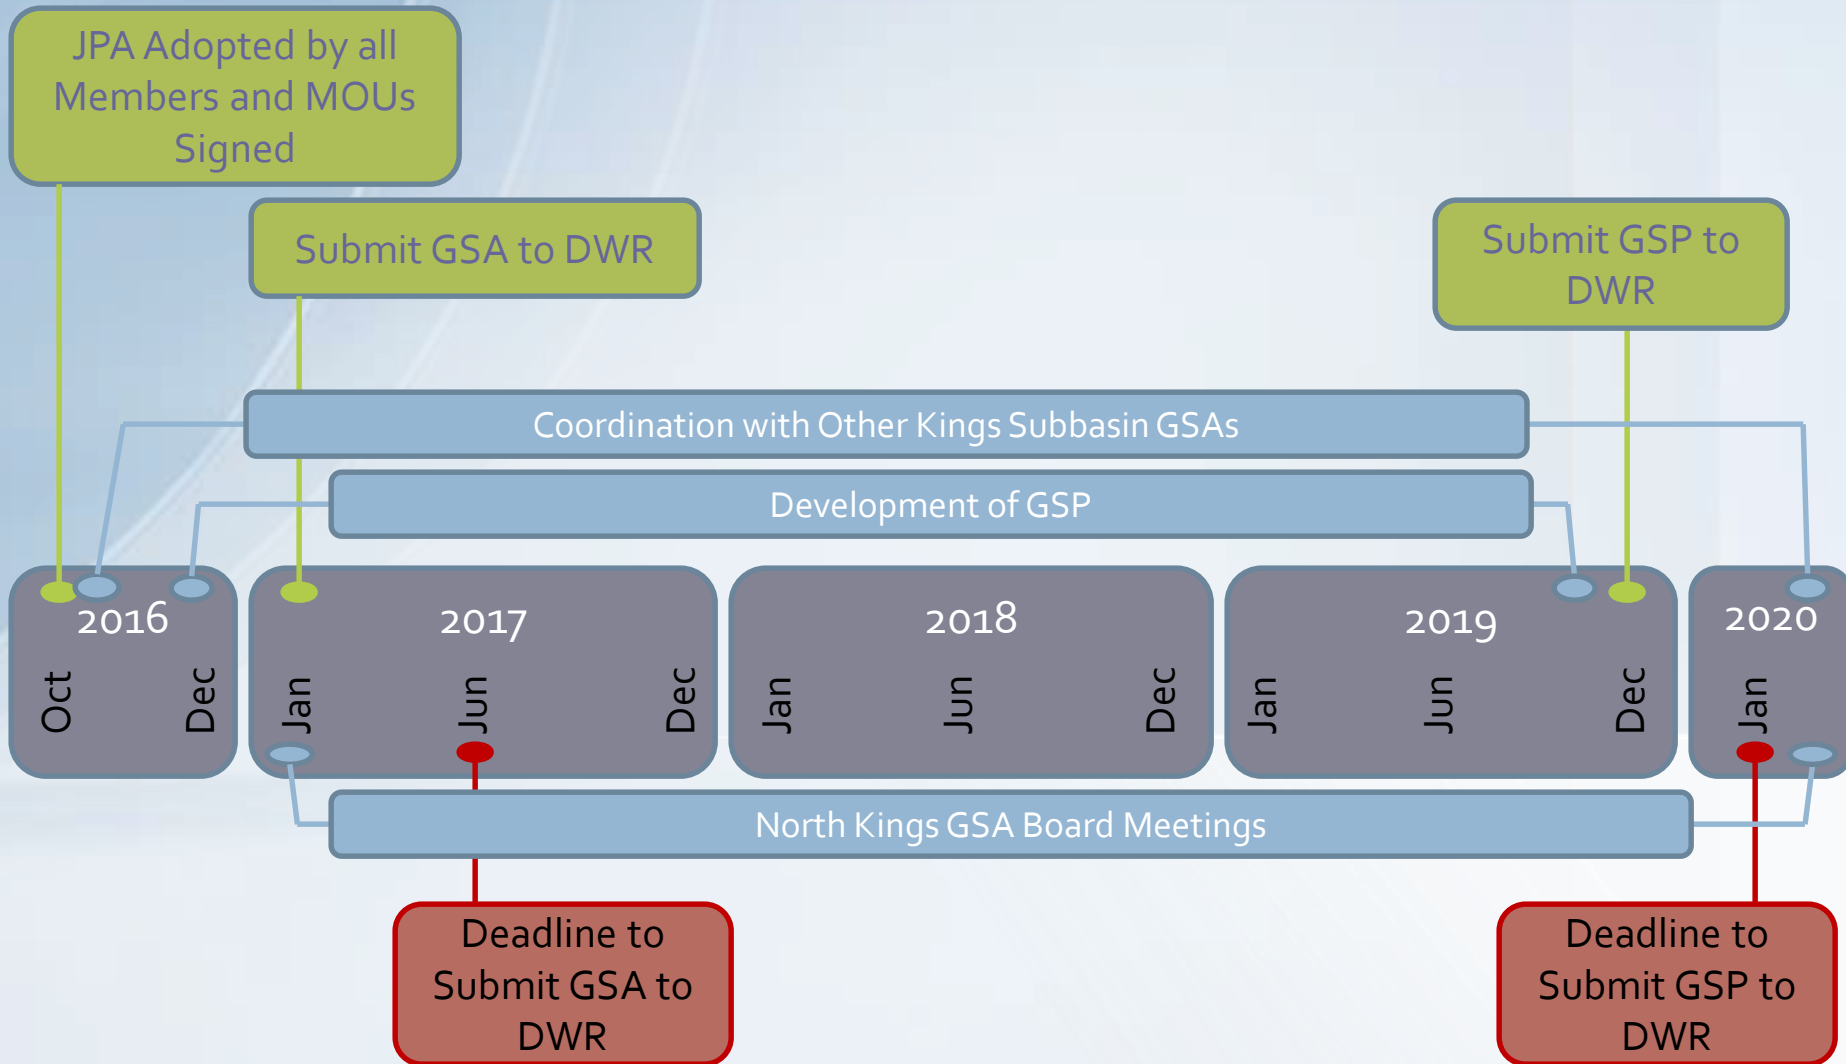 JPA Adopted by all
Members and MOUs
Signed
Submit GSA to DWR
Submit GSP to
DWR
Coordination with Other Kings Subbasin GSAs
Development of GSP
2016
2017
2018
2019
2020
Oct
Dec
Jan
Jun
Dec
Jan
Jun
Dec
Jan
Jun
Dec
Jan
North Kings GSA Board Meetings
Deadline to
Submit GSA to
DWR
Deadline to
Submit GSP to
DWR